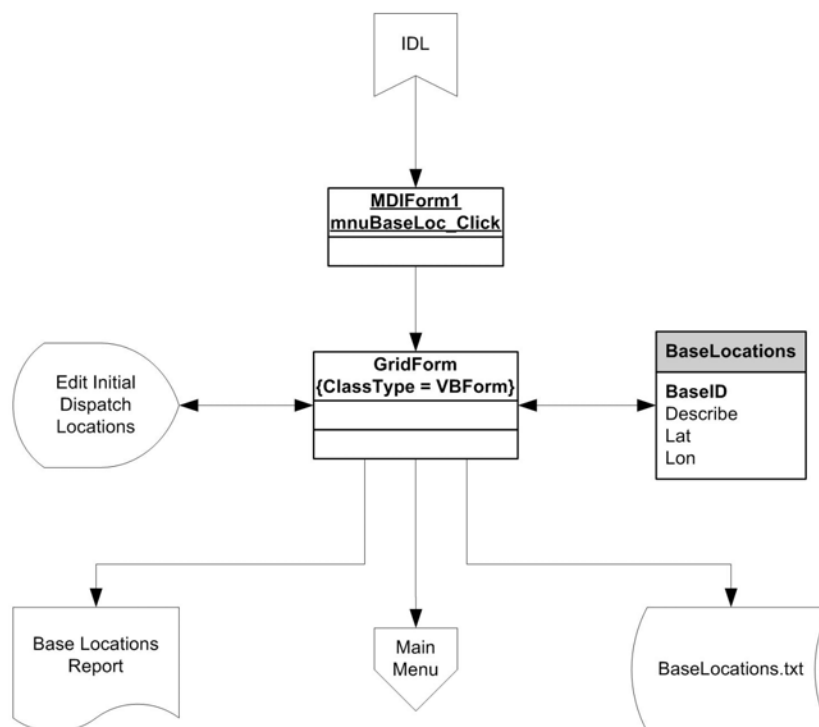 IDL
MDIForm1
mnuBaseLoc_Click
Edit Initial
Dispatch
Locations
GridForm
{ClassType = VBForm}
BaseLocations
BaseID
Describe
Lat
Lon
Base Locations
Report
Main
Menu
BaseLocations.txt